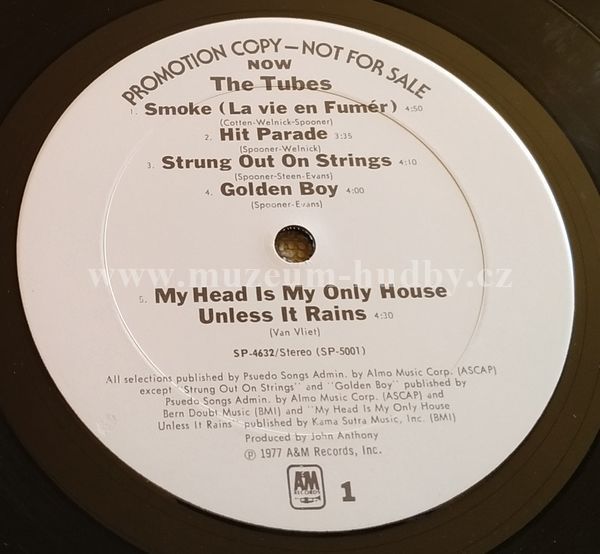 PROMOTION COPY — NOT FOR SALE
NOW
The Tubes
1. Smoke (La vie en Fumér) 4:50
(Cotten-Welnick-Spooner)
2. Hit Parade 3:35
(Spooner-Welnick)
3. Strung Out On Strings 4:10
(Spooner-Steen-Evans)
4. Golden Boy 4:00
(Spooner-Evans)
www.muzeum-hudby.cz
5. My Head Is My Only House
Unless It Rains 4:30
(Van Vliet)
SP-4632/Stereo (SP-5001)
All selections published by Psuedo Songs Admin. by Almo Music Corp. (ASCAP)
except "Strung Out On Strings" and "Golden Boy" published by
Psuedo Songs Admin. by Almo Music Corp. (ASCAP) and
Bern Doubt Music (BMI) and "My Head Is My Only House
Unless It Rains" published by Kama Sutra Music, Inc. (BMI)
Produced by John Anthony
℗ 1977 A&M Records, Inc.
A&M
RECORDS
1